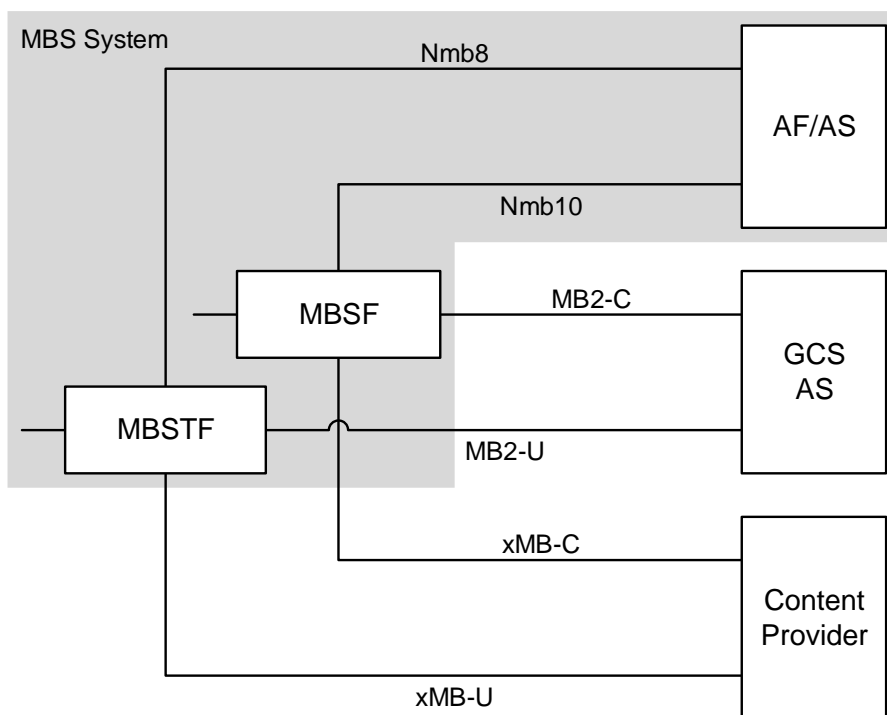 MBS System
Nmb8
AF/AS
Nmb10
MBSF
MB2-C
GCS
AS
MBSTF
MB2-U
xMB-C
Content
Provider
xMB-U